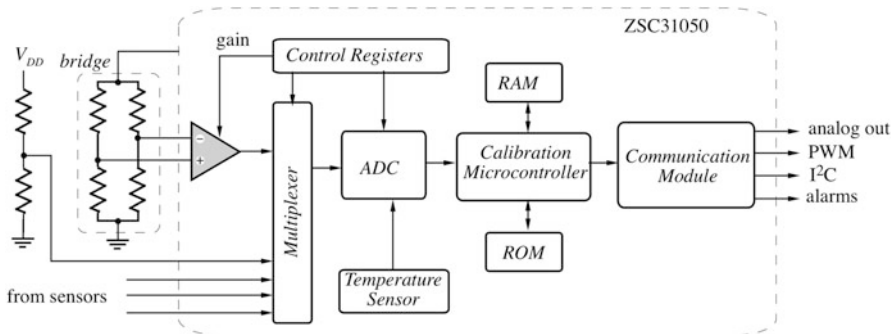 ZSC31050
gain
V_DD
bridge
Control Registers
RAM
−
+
Multiplexer
ADC
Calibration
Microcontroller
Communication
Module
analog out
PWM
I²C
alarms
ROM
Temperature
Sensor
from sensors